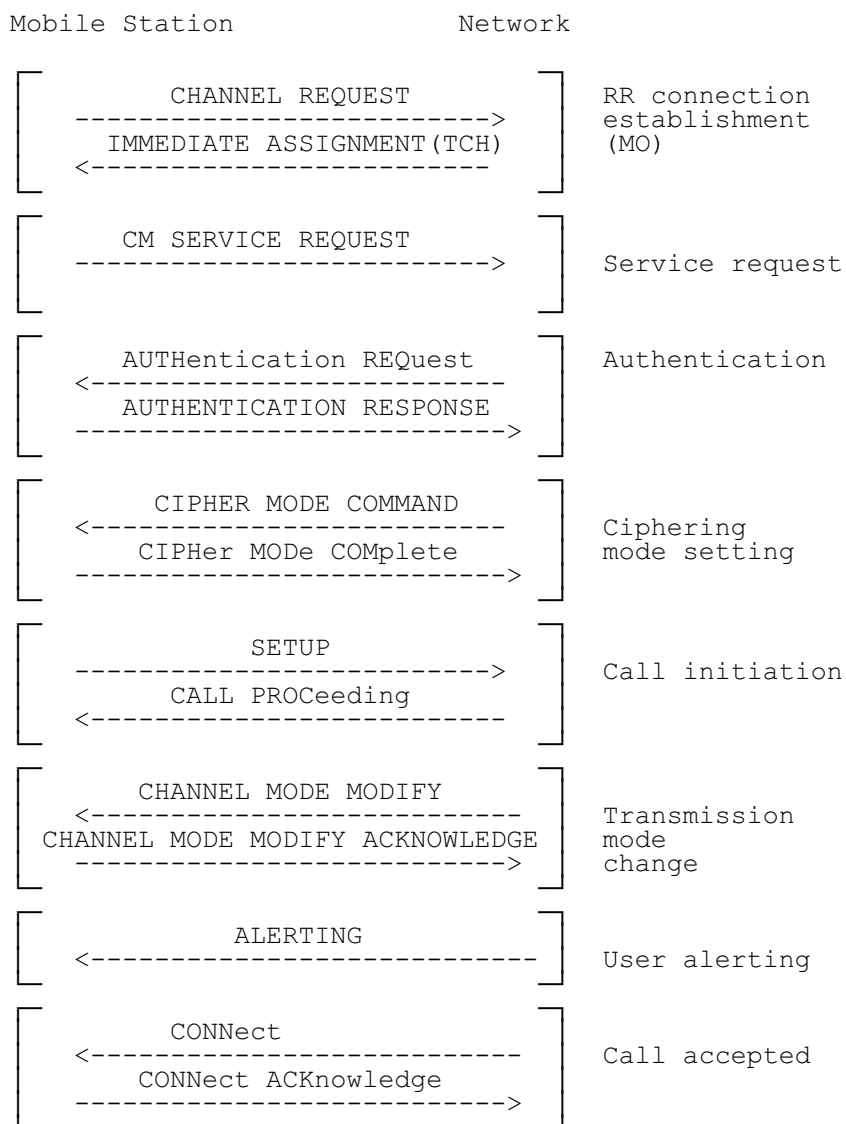 Mobile Station Network
CHANNEL REQUEST RR connection
-------------------------> establishment
IMMEDIATE ASSIGNMENT(TCH) (MO)
<-------------------------
CM SERVICE REQUEST
--------------------------> Service request
AUTHentication REQuest Authentication
<--------------------------
AUTHENTICATION RESPONSE
--------------------------->
CIPHER MODE COMMAND
<-------------------------- Ciphering
CIPHer MODe COMplete mode setting
--------------------------->
SETUP
--------------------------> Call initiation
CALL PROCeeding
<--------------------------
CHANNEL MODE MODIFY
<--------------------------- Transmission
CHANNEL MODE MODIFY ACKNOWLEDGE mode
---------------------------> change
ALERTING
<---------------------------- User alerting
CONNect
<--------------------------- Call accepted
CONNect ACKnowledge
--------------------------->